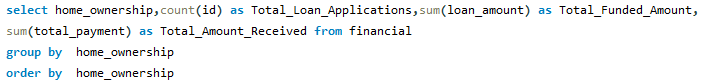 select home_ownership,count(id) as Total_Loan_Applications,sum(loan_amount) as Total_Funded_Amount,
sum(total_payment) as Total_Amount_Received from financial
group by  home_ownership
order by  home_ownership